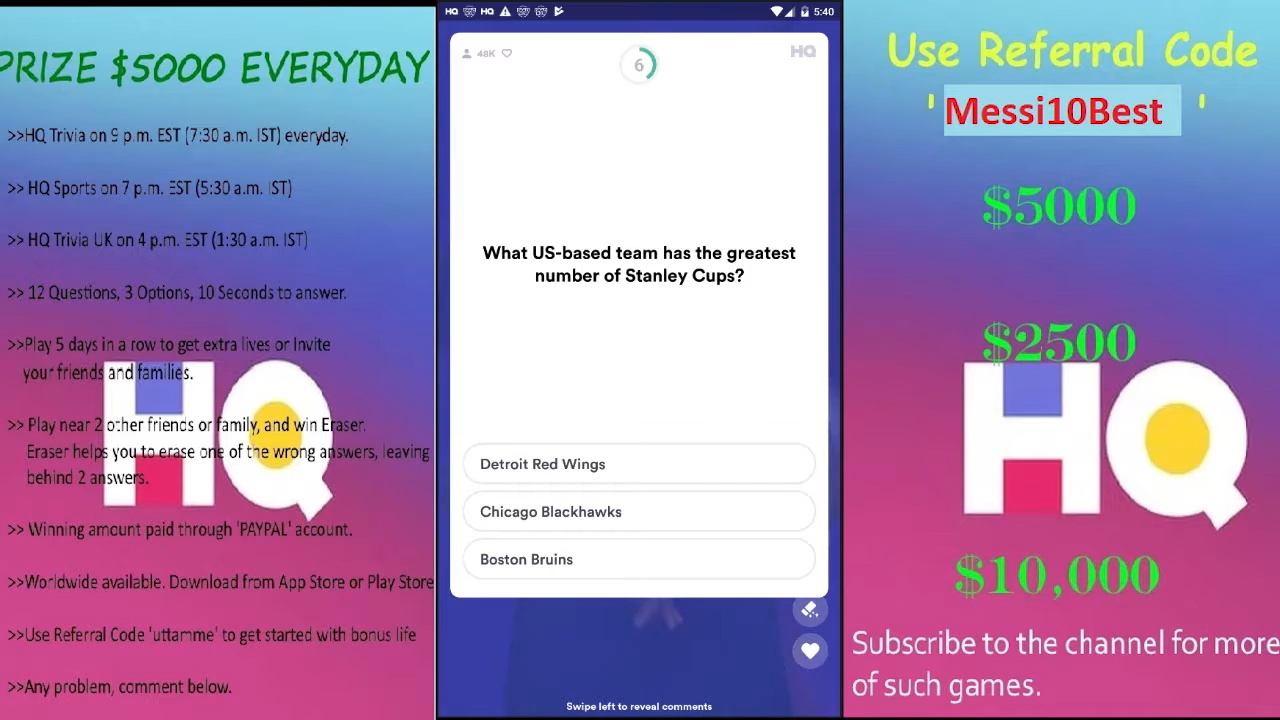 PRIZE $5000 EVERYDAY
>>HQ Trivia on 9 p.m. EST (7:30 a.m. IST) everyday.
>> HQ Sports on 7 p.m. EST (5:30 a.m. IST)
>> HQ Trivia UK on 4 p.m. EST (1:30 a.m. IST)
>> 12 Questions, 3 Options, 10 Seconds to answer.
>>Play 5 days in a row to get extra lives or Invite
your friends and families.
>> Play near 2 other friends or family, and win Eraser.
Eraser helps you to erase one of the wrong answers, leaving
behind 2 answers.
>> Winning amount paid through 'PAYPAL' account.
>>Worldwide available. Download from App Store or Play Store
>>Use Referral Code 'uttamme' to get started with bonus life
>>Any problem, comment below.
HQ
HQ HQ 5:40
48K 6 HQ
What US-based team has the greatest
number of Stanley Cups?
Detroit Red Wings
Chicago Blackhawks
Boston Bruins
Swipe left to reveal comments
Use Referral Code
' Messi10Best '
$5000
$2500
HQ
$10,000
Subscribe to the channel for more
of such games.